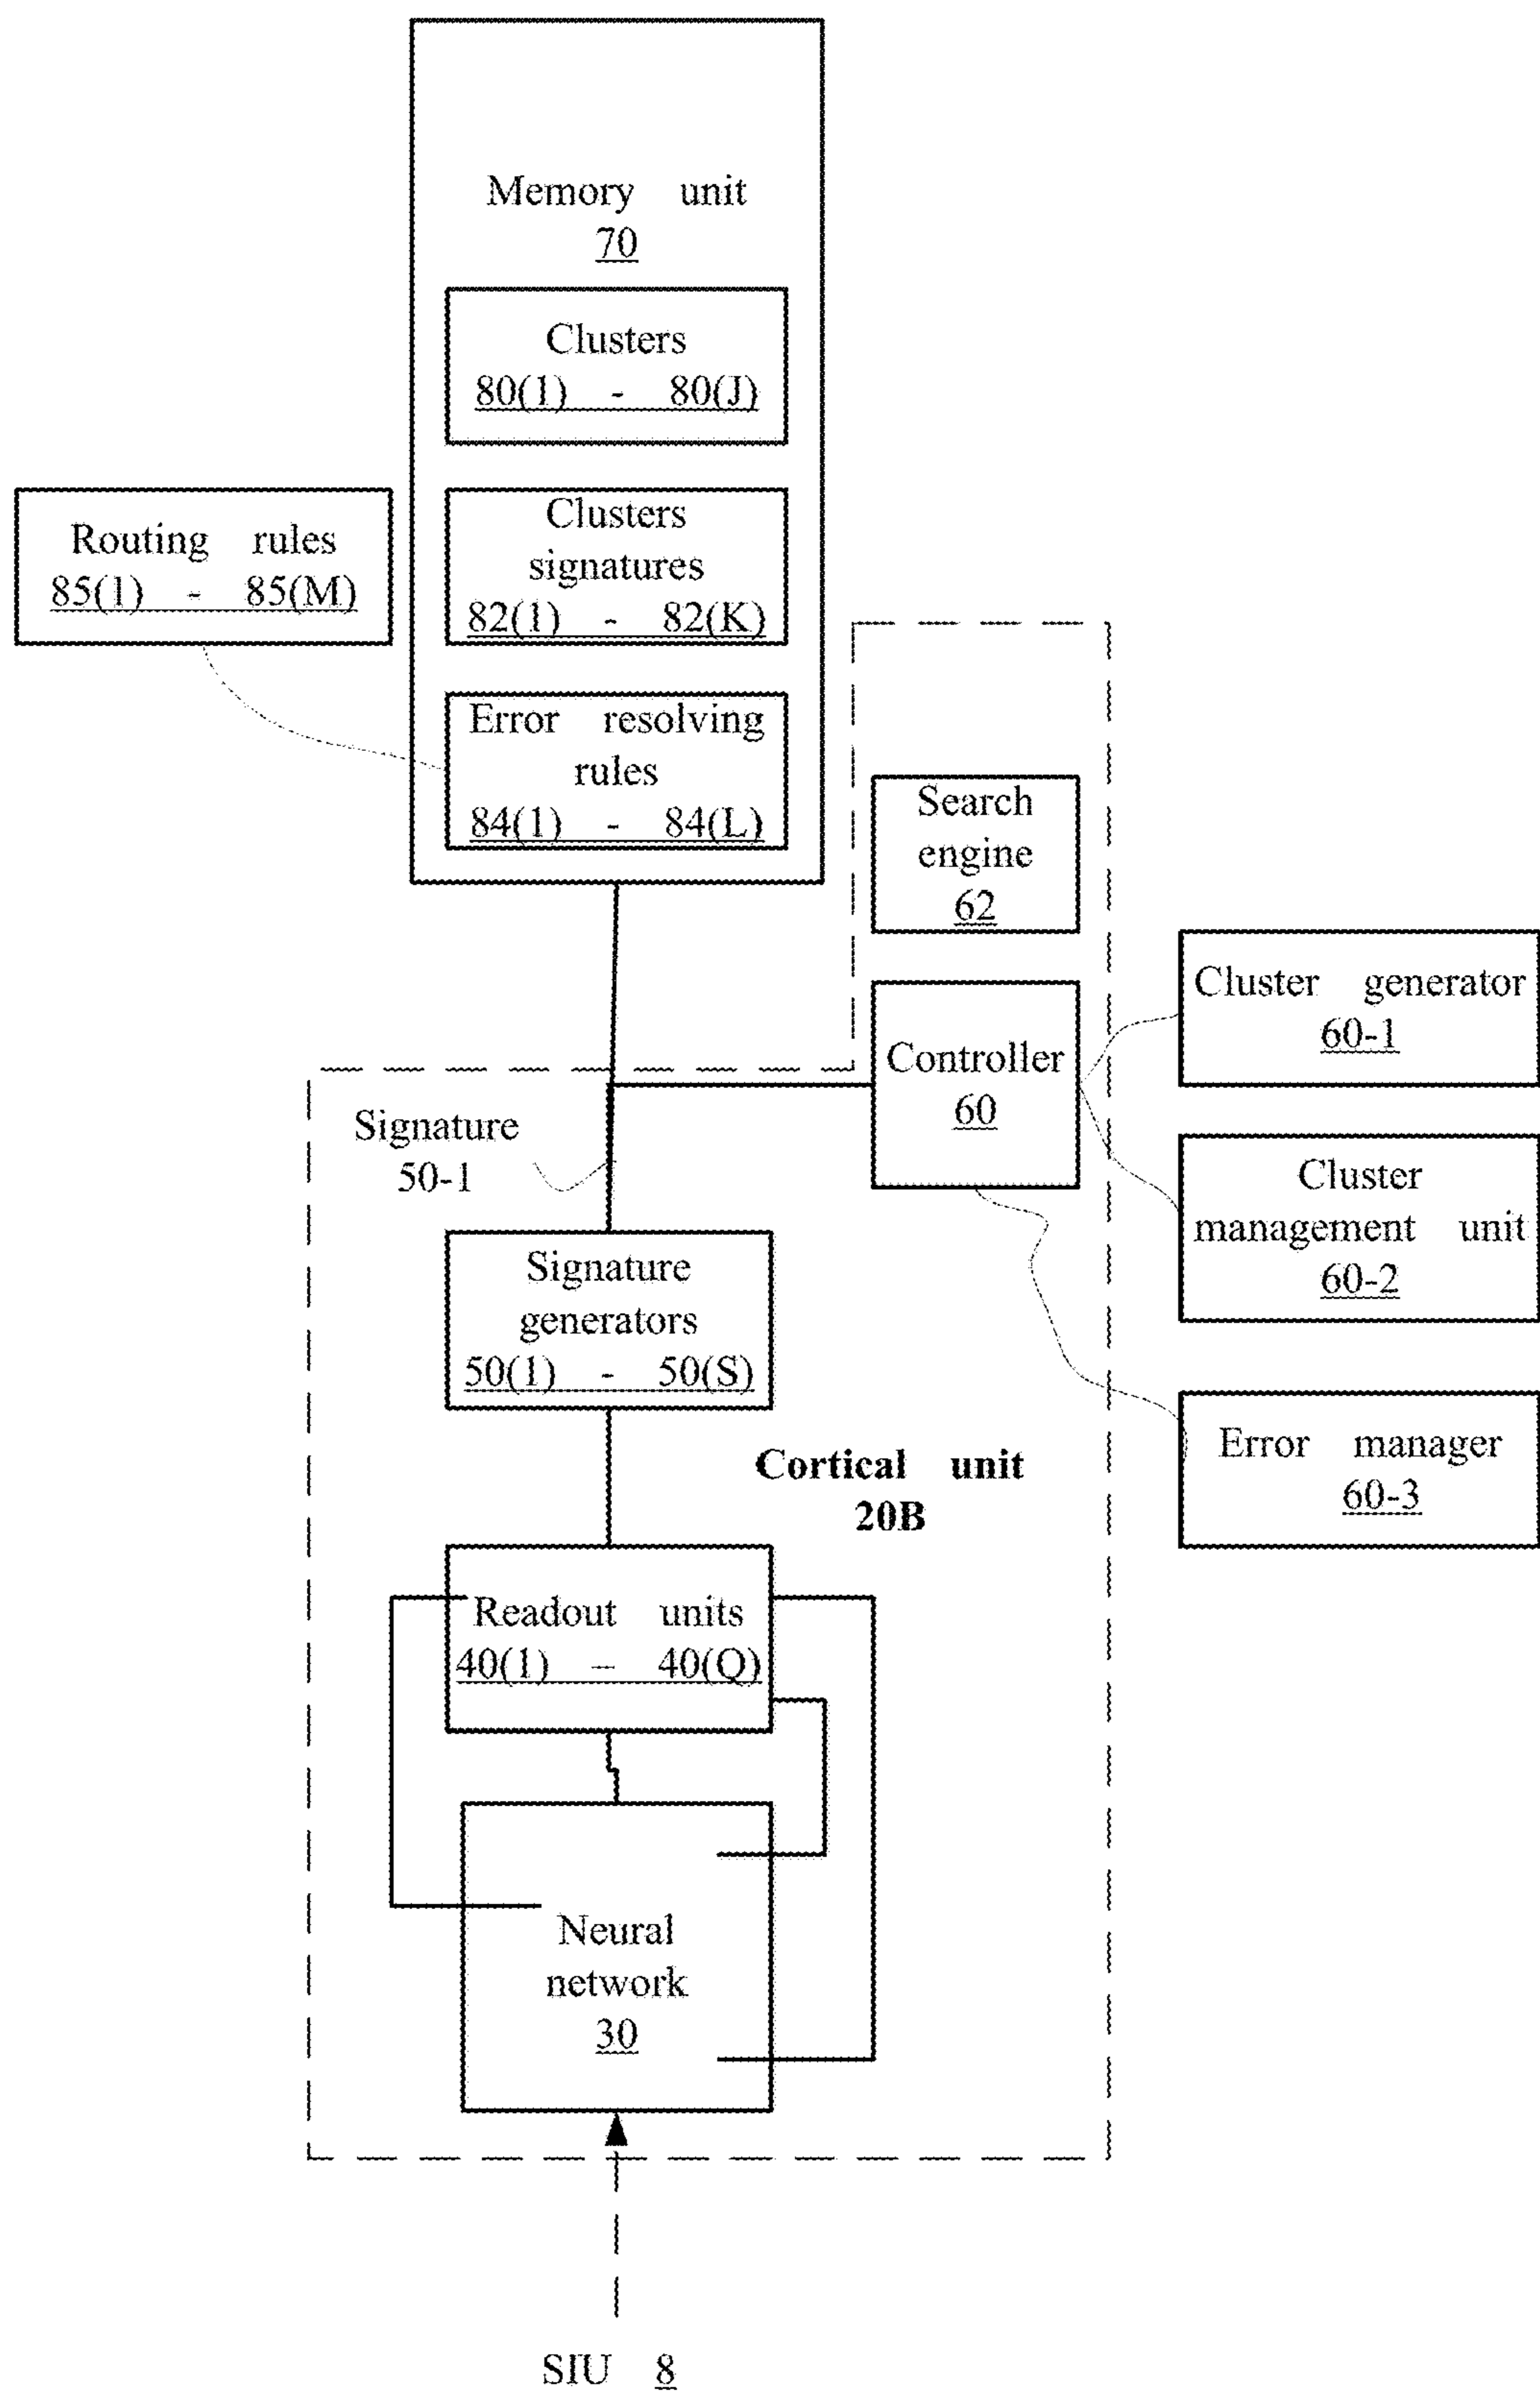 Memory unit
70
Clusters
80(1) - 80(J)
Routing rules
85(1) - 85(M)
Clusters
signatures
82(1) - 82(K)
Error resolving
rules
84(1) - 84(L)
Search
engine
62
Controller
60
Cluster generator
60-1
Cluster
management unit
60-2
Error manager
60-3
Signature
50-1
Signature
generators
50(1) - 50(S)
Cortical unit
20B
Readout units
40(1) – 40(Q)
Neural
network
30
SIU 8